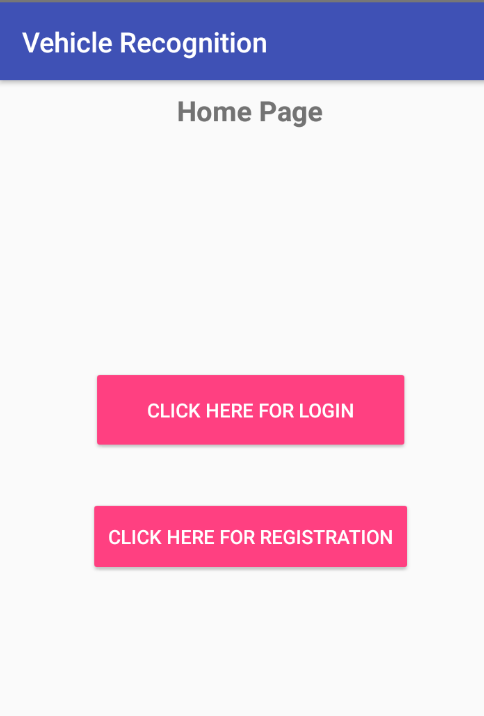 Vehicle Recognition
Home Page
CLICK HERE FOR LOGIN
CLICK HERE FOR REGISTRATION